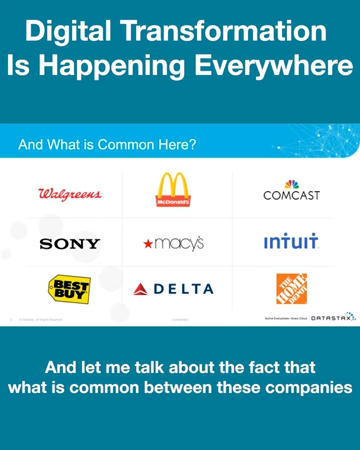 Digital Transformation
Is Happening Everywhere
And What is Common Here?
Walgreens
McDonald's
COMCAST
SONY
macy's
intuit
BEST
BUY
DELTA
THE
HOME
DEPOT
DATASTAX
And let me talk about the fact that
what is common between these companies